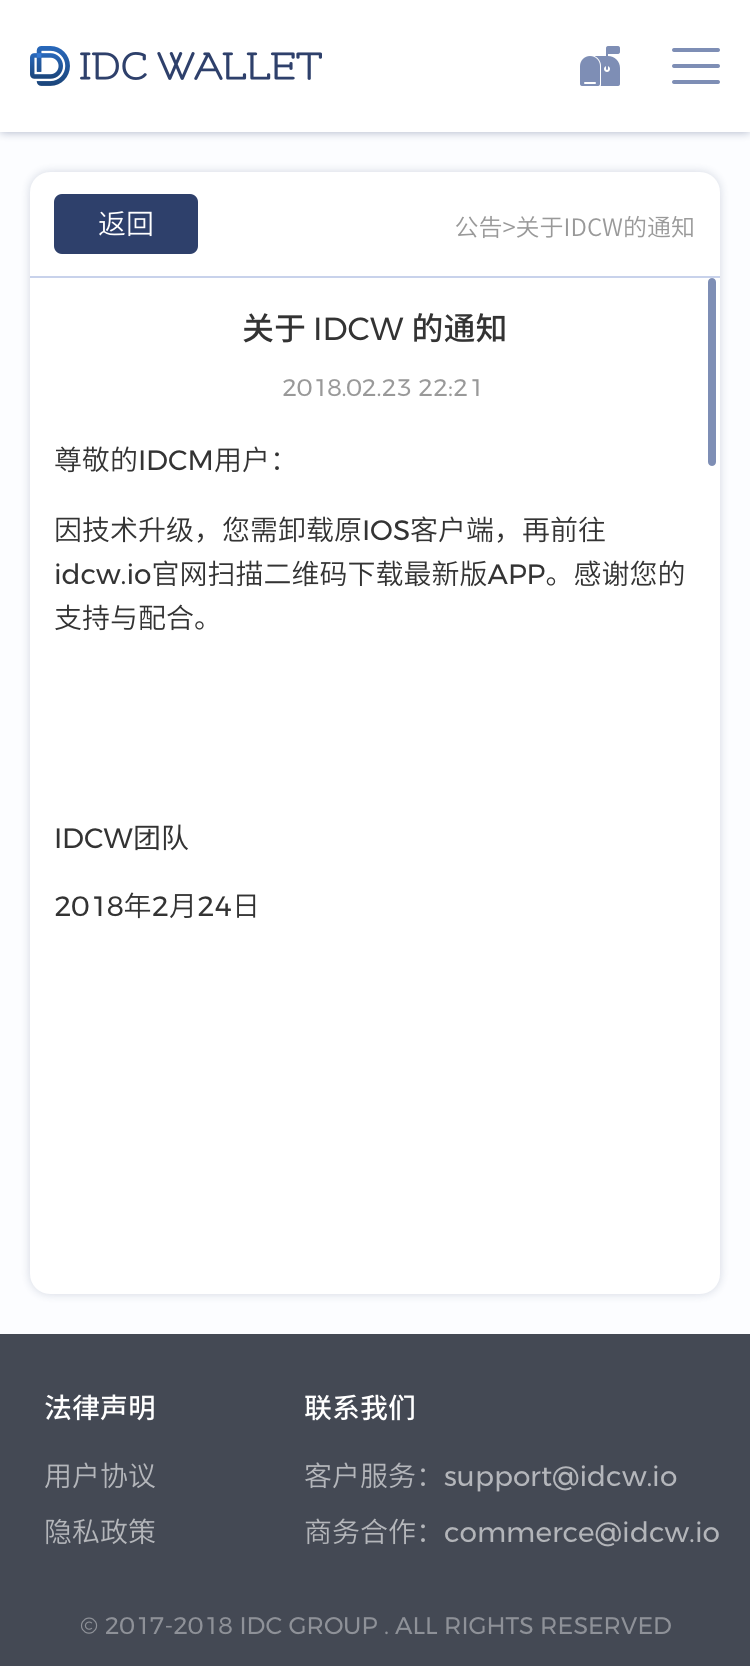 IDC WALLET
返回
公告>关于IDCW的通知
关于 IDCW 的通知
2018.02.23 22:21
尊敬的IDCM用户：
因技术升级，您需卸载原IOS客户端，再前往
idcw.io官网扫描二维码下载最新版APP。感谢您的
支持与配合。
IDCW团队
2018年2月24日
法律声明
联系我们
用户协议
客户服务：support@idcw.io
隐私政策
商务合作：commerce@idcw.io
© 2017-2018 IDC GROUP . ALL RIGHTS RESERVED